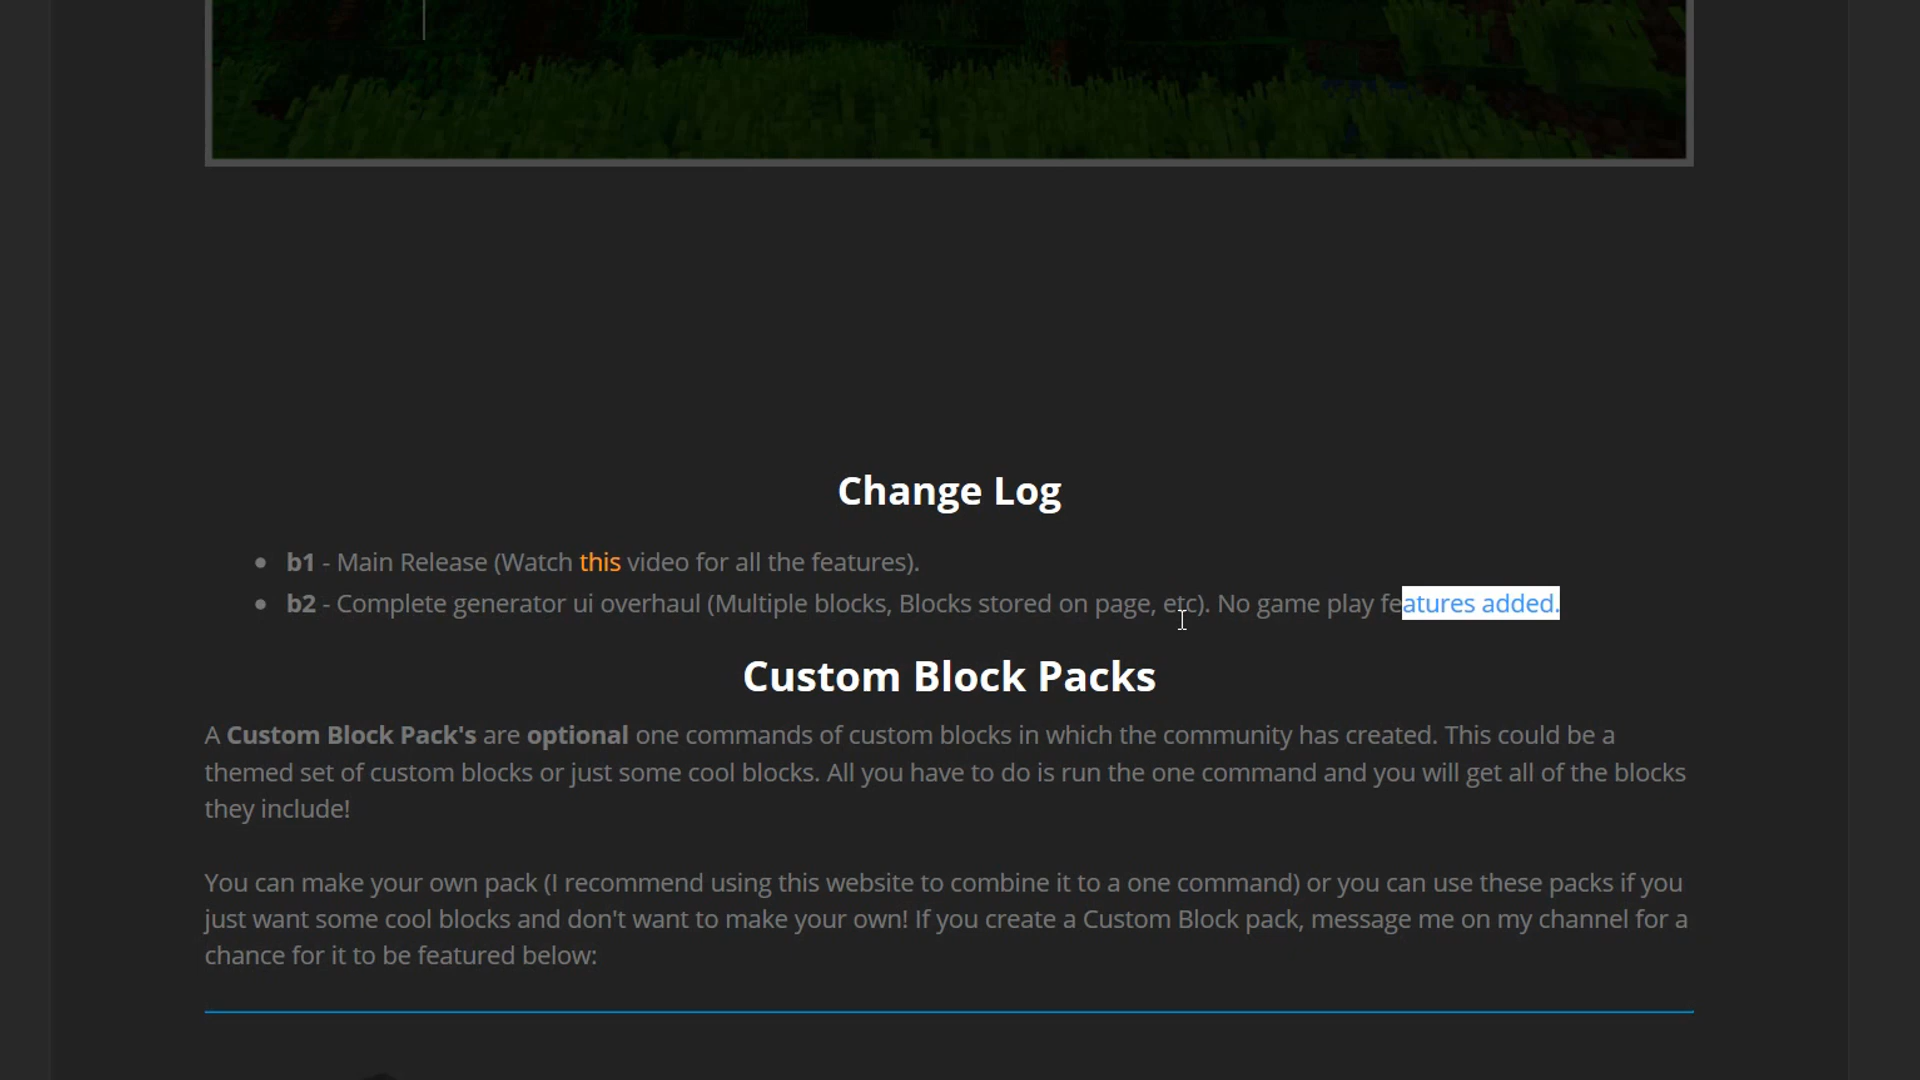 Change Log
b1 - Main Release (Watch this video for all the features).
b2 - Complete generator ui overhaul (Multiple blocks, Blocks stored on page, etc). No game play features added.
Custom Block Packs
A Custom Block Pack's are optional one commands of custom blocks in which the community has created. This could be a
themed set of custom blocks or just some cool blocks. All you have to do is run the one command and you will get all of the blocks
they include!
You can make your own pack (I recommend using this website to combine it to a one command) or you can use these packs if you
just want some cool blocks and don't want to make your own! If you create a Custom Block pack, message me on my channel for a
chance for it to be featured below: